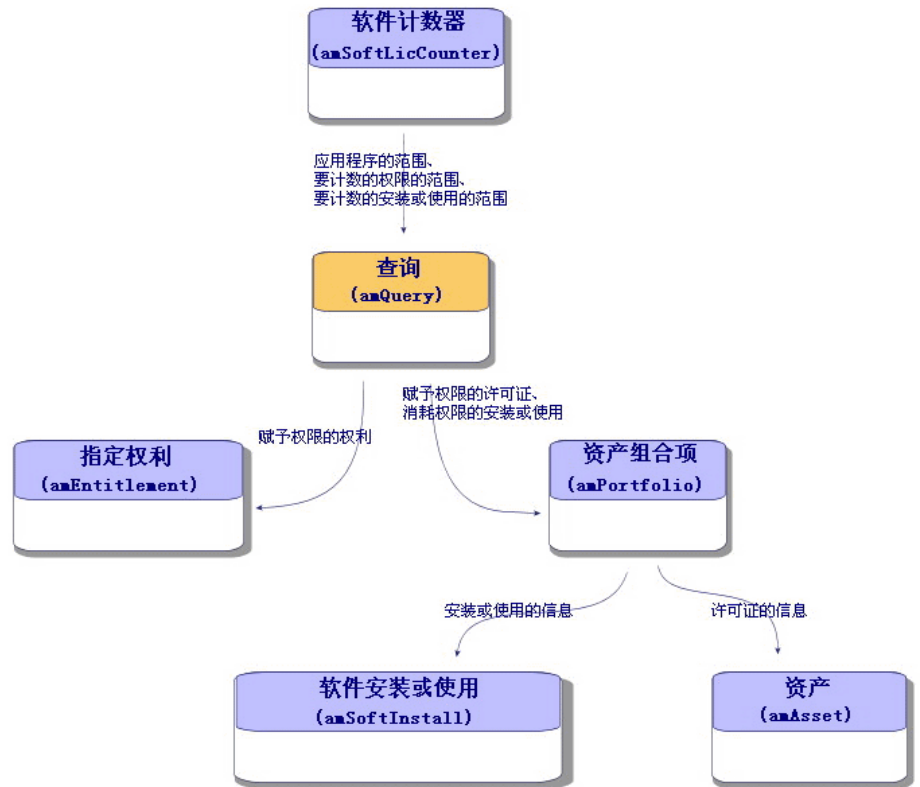 软件计数器
(amSoftLicCounter)
应用程序的范围、
要计数的权限的范围、
要计数的安装或使用的范围
查询
(amQuery)
赋予权限的许可证、
消耗权限的安装或使用
赋予权限的权利
指定权利
(amEntitlement)
资产组合项
(amPortfolio)
安装或使用的信息
许可证的信息
软件安装或使用
(amSoftInstall)
资产
(amAsset)